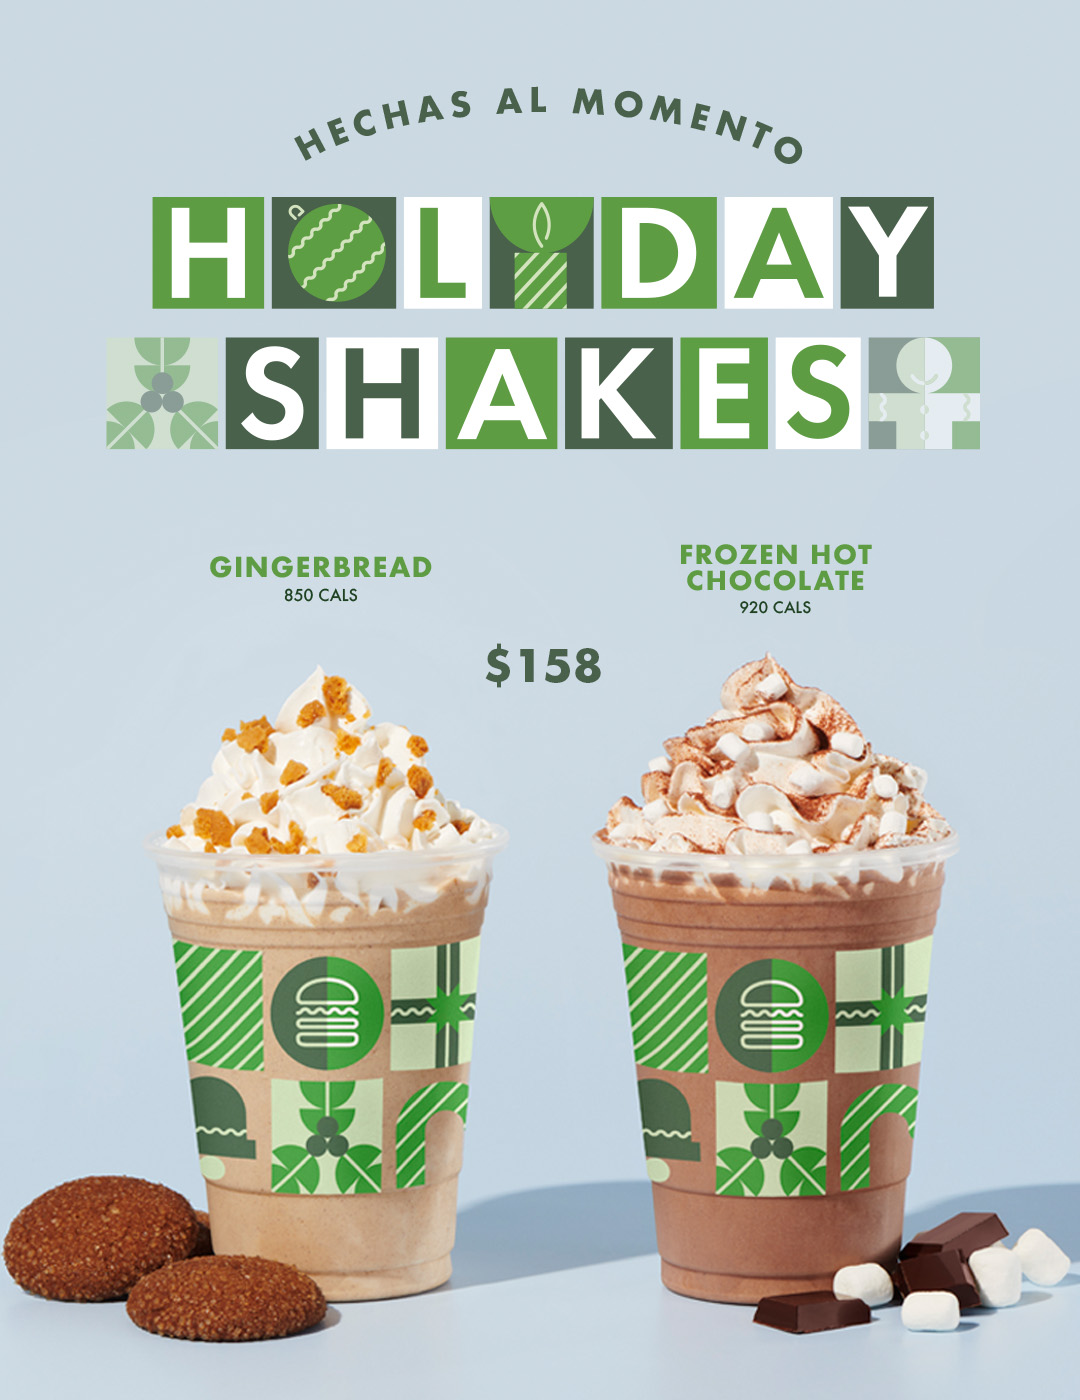 HECHAS AL MOMENTO
HOLIDAY
SHAKES
GINGERBREAD
850 CALS
FROZEN HOT
CHOCOLATE
920 CALS
$158